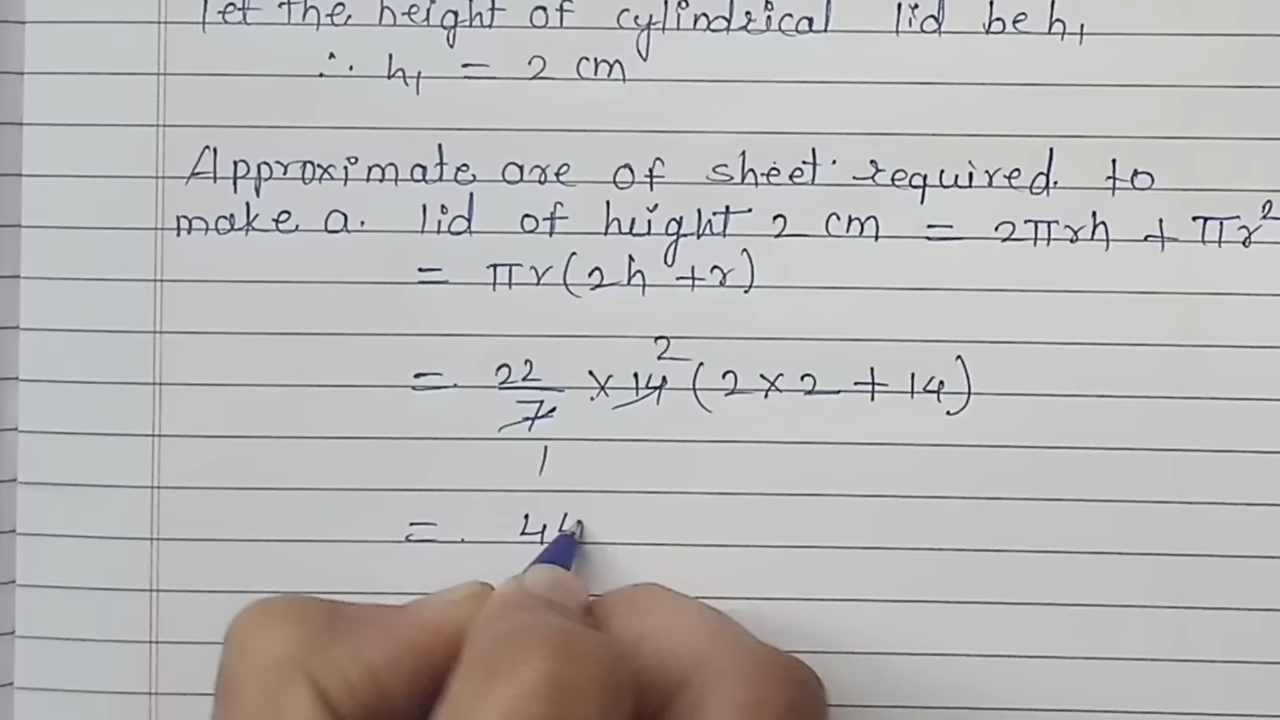 let the height of cylindrical lid be h₁
∴ h₁ = 2 cm
Approximate are of sheet required to
make a. lid of height 2 cm = 2πrh + πr²
= πr(2h + r)
2
= 22/7 × 14 (2 × 2 + 14)
1
= 44